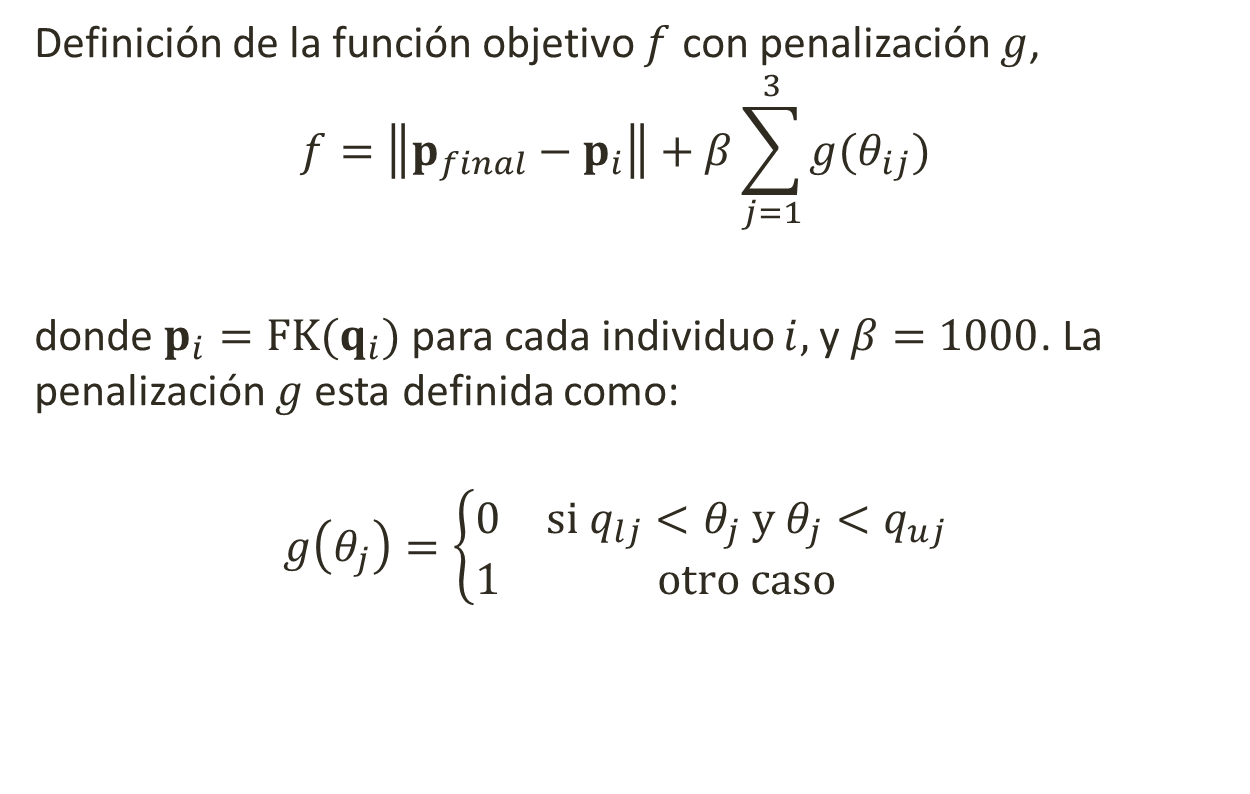 Definición de la función objetivo f con penalización g,
f = ‖p_final − p_i‖ + β ∑_{j=1}^{3} g(θ_ij)
donde p_i = FK(q_i) para cada individuo i, y β = 1000. La
penalización g esta definida como:
g(θ_j) = { 0 si q_lj < θ_j y θ_j < q_uj
1 otro caso